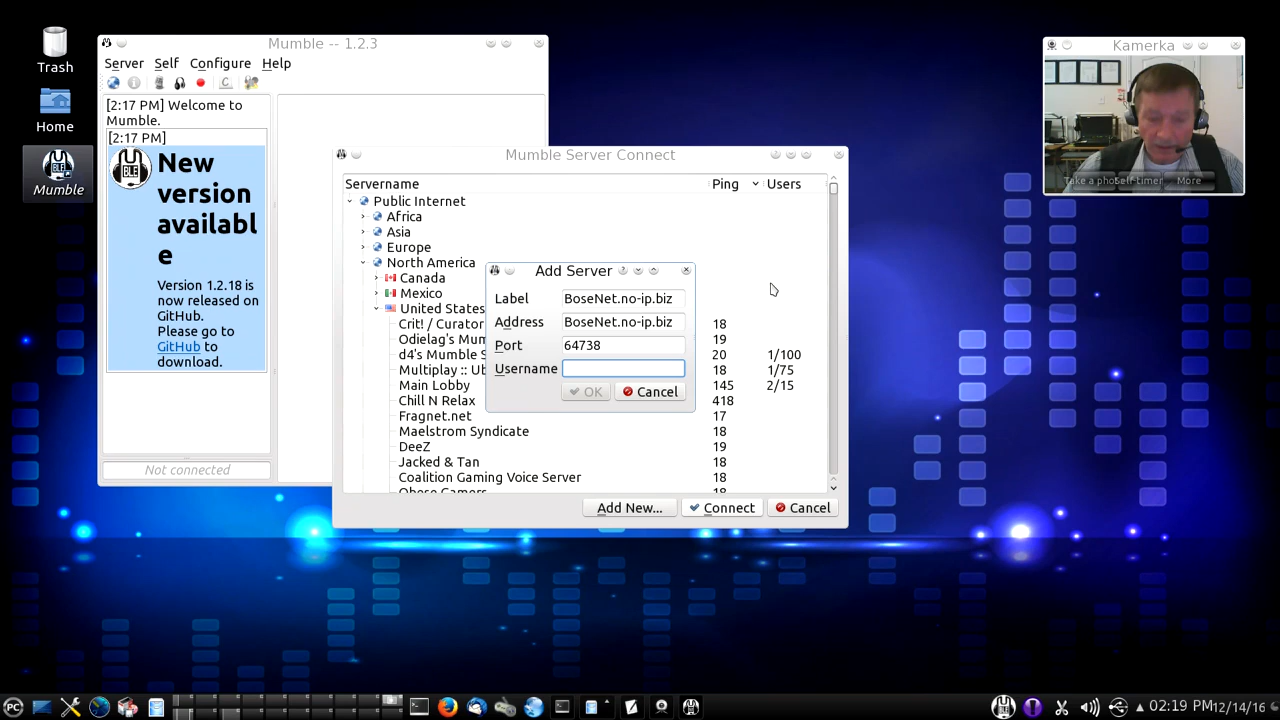 Trash
Home
Mumble
Mumble -- 1.2.3
Server Self Configure Help
[2:17 PM] Welcome to
Mumble.
[2:17 PM]
New
version
availabl
e
Version 1.2.18 is
now released on
GitHub.
Please go to
GitHub to
download.
Not connected
Mumble Server Connect
Servername Ping Users
Public Internet
Africa
Asia
Europe
North America
Canada
Mexico
United States
Crit! / Curator 18
Odielag's Mum 19
d4's Mumble S 20 1/100
Multiplay :: Ub 18 1/75
Main Lobby 145 2/15
Chill N Relax 418
Fragnet.net 17
Maelstrom Syndicate 18
DeeZ 19
Jacked & Tan 18
Coalition Gaming Voice Server 18
Obese Gamers 18
Add New... Connect Cancel
Add Server
Label BoseNet.no-ip.biz
Address BoseNet.no-ip.biz
Port 64738
Username
OK Cancel
Kamerka
Take a pho Self-timer More
PC
02:19 PM 12/14/16